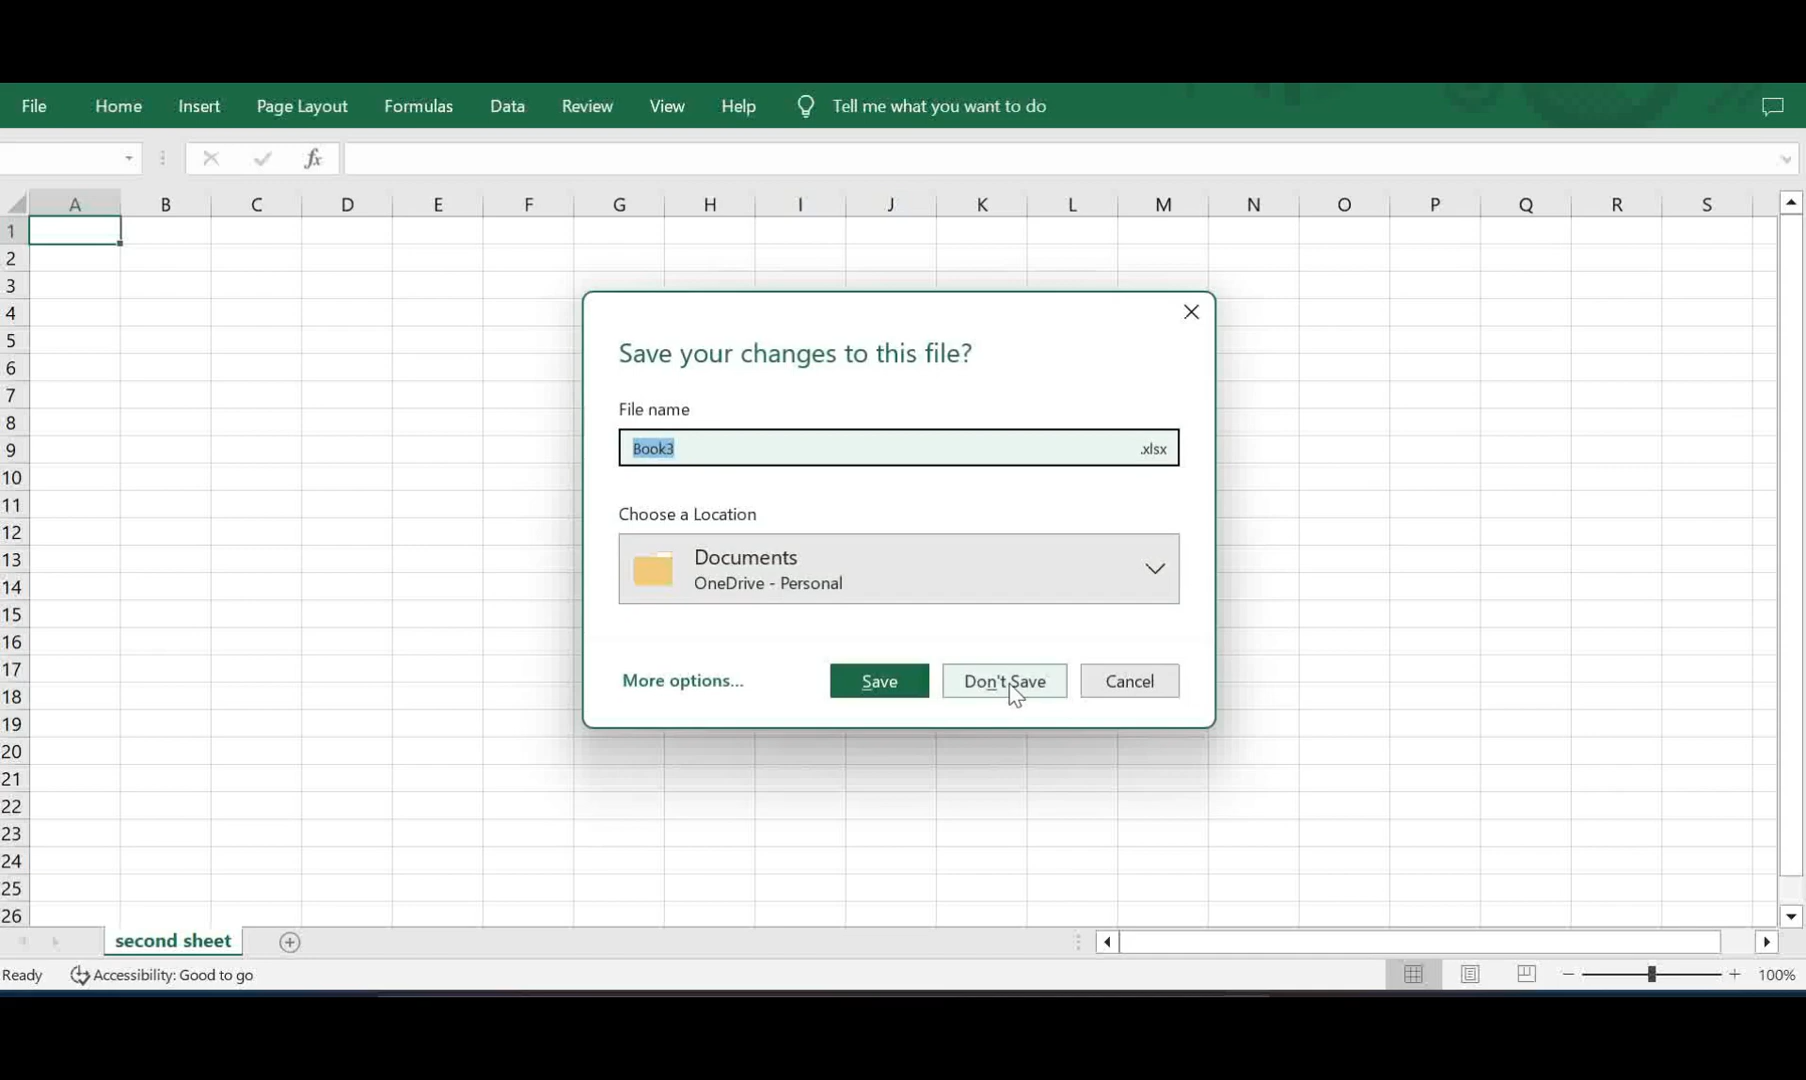 File Home Insert Page Layout Formulas Data Review View Help Tell me what you want to do
fx
A B C D E F G H I J K L M N O P Q R S
1
2
3
4
5
6
7
8
9
10
11
12
13
14
15
16
17
18
19
20
21
22
23
24
25
26
Save your changes to this file?
File name
Book3 .xlsx
Choose a Location
Documents
OneDrive - Personal
More options... Save Don't Save Cancel
second sheet
Ready Accessibility: Good to go 100%